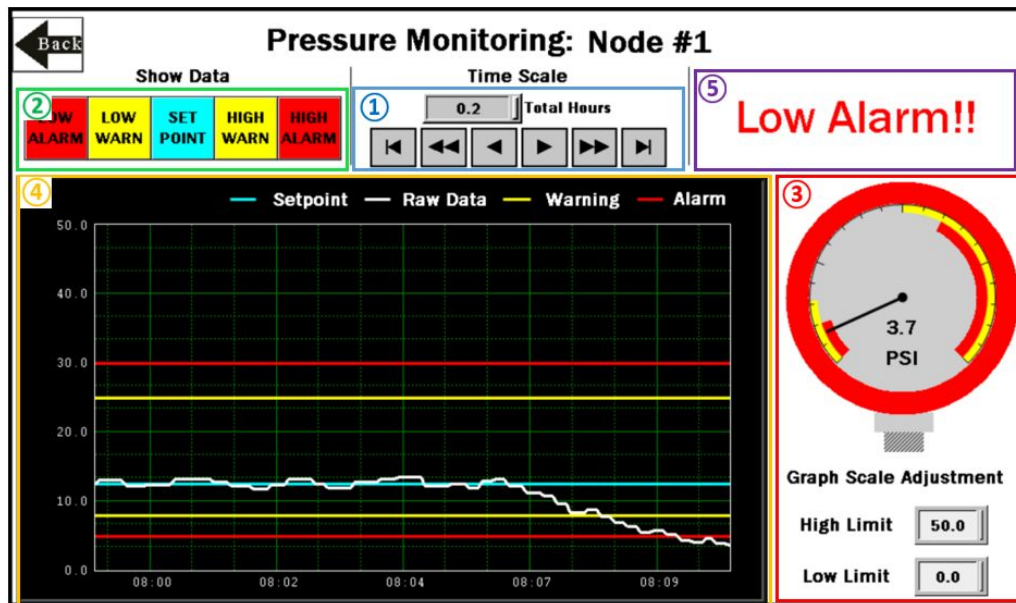 Back
Pressure Monitoring: Node #1
Show Data
Time Scale
② LOW ALARM
LOW WARN
SET POINT
HIGH WARN
HIGH ALARM
① 0.2 Total Hours
⑤ Low Alarm!!
④ Setpoint Raw Data Warning Alarm
50.0
40.0
30.0
20.0
10.0
0.0
08:00 08:02 08:04 08:07 08:09
③
3.7
PSI
Graph Scale Adjustment
High Limit 50.0
Low Limit 0.0